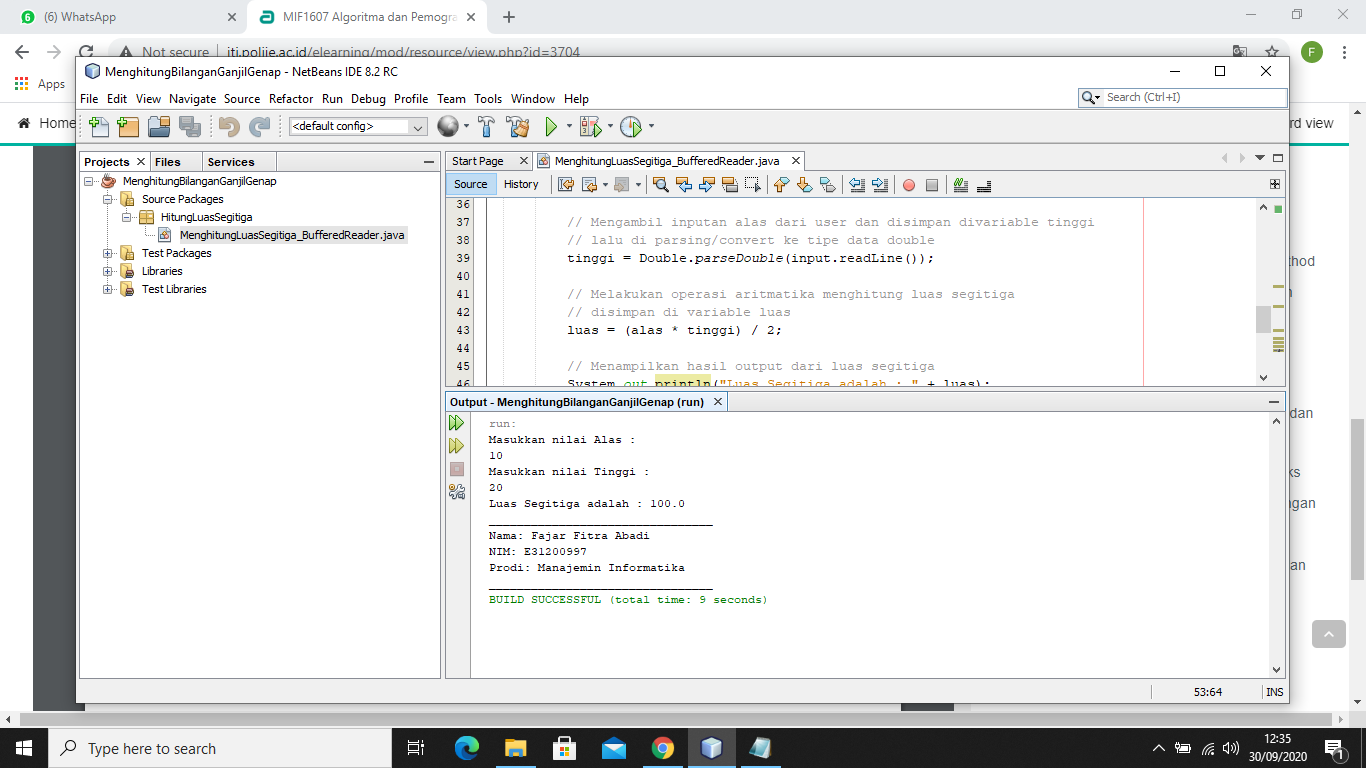 (6) WhatsApp
MIF1607 Algoritma dan Pemogra
Not secure
iti.polije.ac.id/elearning/mod/resource/view.php?id=3704
F
Apps
Home
rd view
MenghitungBilanganGanjilGenap - NetBeans IDE 8.2 RC
File Edit View Navigate Source Refactor Run Debug Profile Team Tools Window Help
Search (Ctrl+I)
<default config>
Projects
Files
Services
MenghitungBilanganGanjilGenap
Source Packages
HitungLuasSegitiga
MenghitungLuasSegitiga_BufferedReader.java
Test Packages
Libraries
Test Libraries
Start Page
MenghitungLuasSegitiga_BufferedReader.java
Source
History
36
37 // Mengambil inputan alas dari user dan disimpan divariable tinggi
38 // lalu di parsing/convert ke tipe data double
39 tinggi = Double.parseDouble(input.readLine());
40
41 // Melakukan operasi aritmatika menghitung luas segitiga
42 // disimpan di variable luas
43 luas = (alas * tinggi) / 2;
44
45 // Menampilkan hasil output dari luas segitiga
46 System.out.println("Luas Segitiga adalah : " + luas);
Output - MenghitungBilanganGanjilGenap (run)
run:
Masukkan nilai Alas :
10
Masukkan nilai Tinggi :
20
Luas Segitiga adalah : 100.0
________________________________
Nama: Fajar Fitra Abadi
NIM: E31200997
Prodi: Manajemin Informatika
________________________________
BUILD SUCCESSFUL (total time: 9 seconds)
53:64
INS
thod
dan
ks
ngan
an
Type here to search
12:35
30/09/2020
1